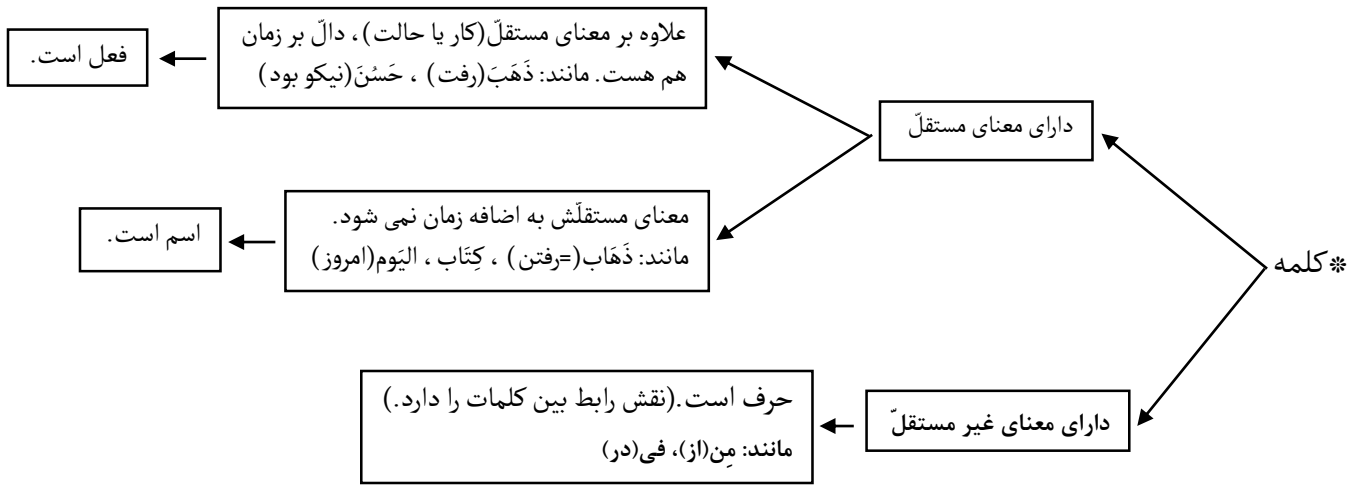 *کلمه
دارای معنای مستقلّ
علاوه بر معنای مستقلّ(کار یا حالت)، دالّ بر زمان
هم هست. مانند: ذَهَبَ(رفت) ، حَسُنَ(نیکو بود)
فعل است.
معنای مستقلّش به اضافه زمان نمی شود.
مانند: ذَهَاب(=رفتن) ، کِتَاب ، الیَوم(امروز)
اسم است.
دارای معنای غیر مستقلّ
حرف است.(نقش رابط بین کلمات را دارد.)
مانند: مِن(از)، فی(در)